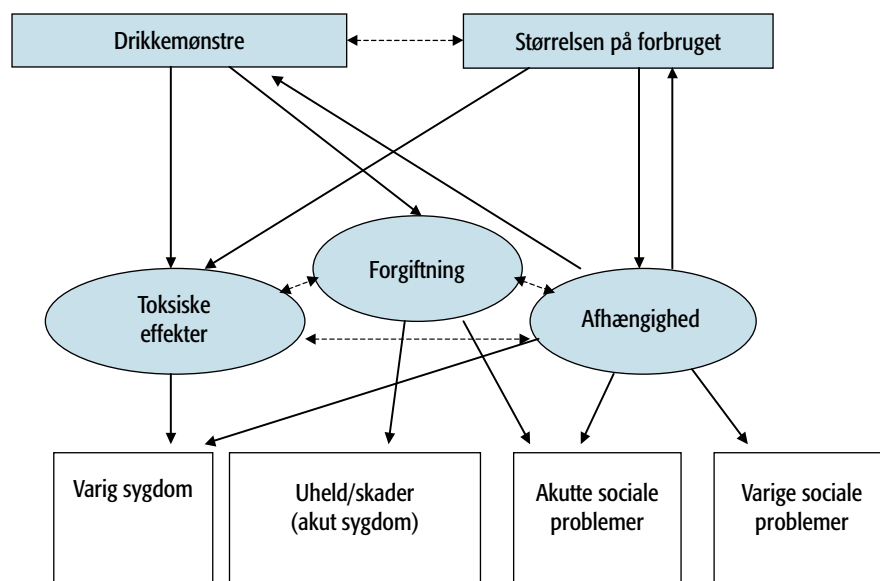 Drikkemønstre
Størrelsen på forbruget
Forgiftning
Toksiske
effekter
Afhængighed
Varig sygdom
Uheld/skader
(akut sygdom)
Akutte sociale
problemer
Varige sociale
problemer